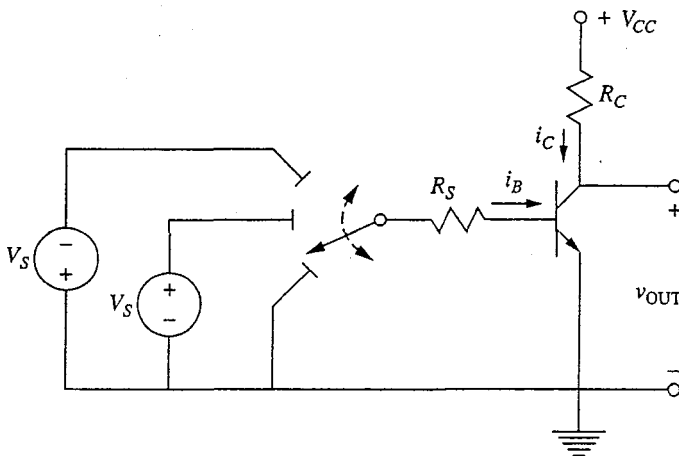 + V_CC
R_C
i_C
R_S
i_B
+
- +
V_S
+ -
V_S
v_OUT
-